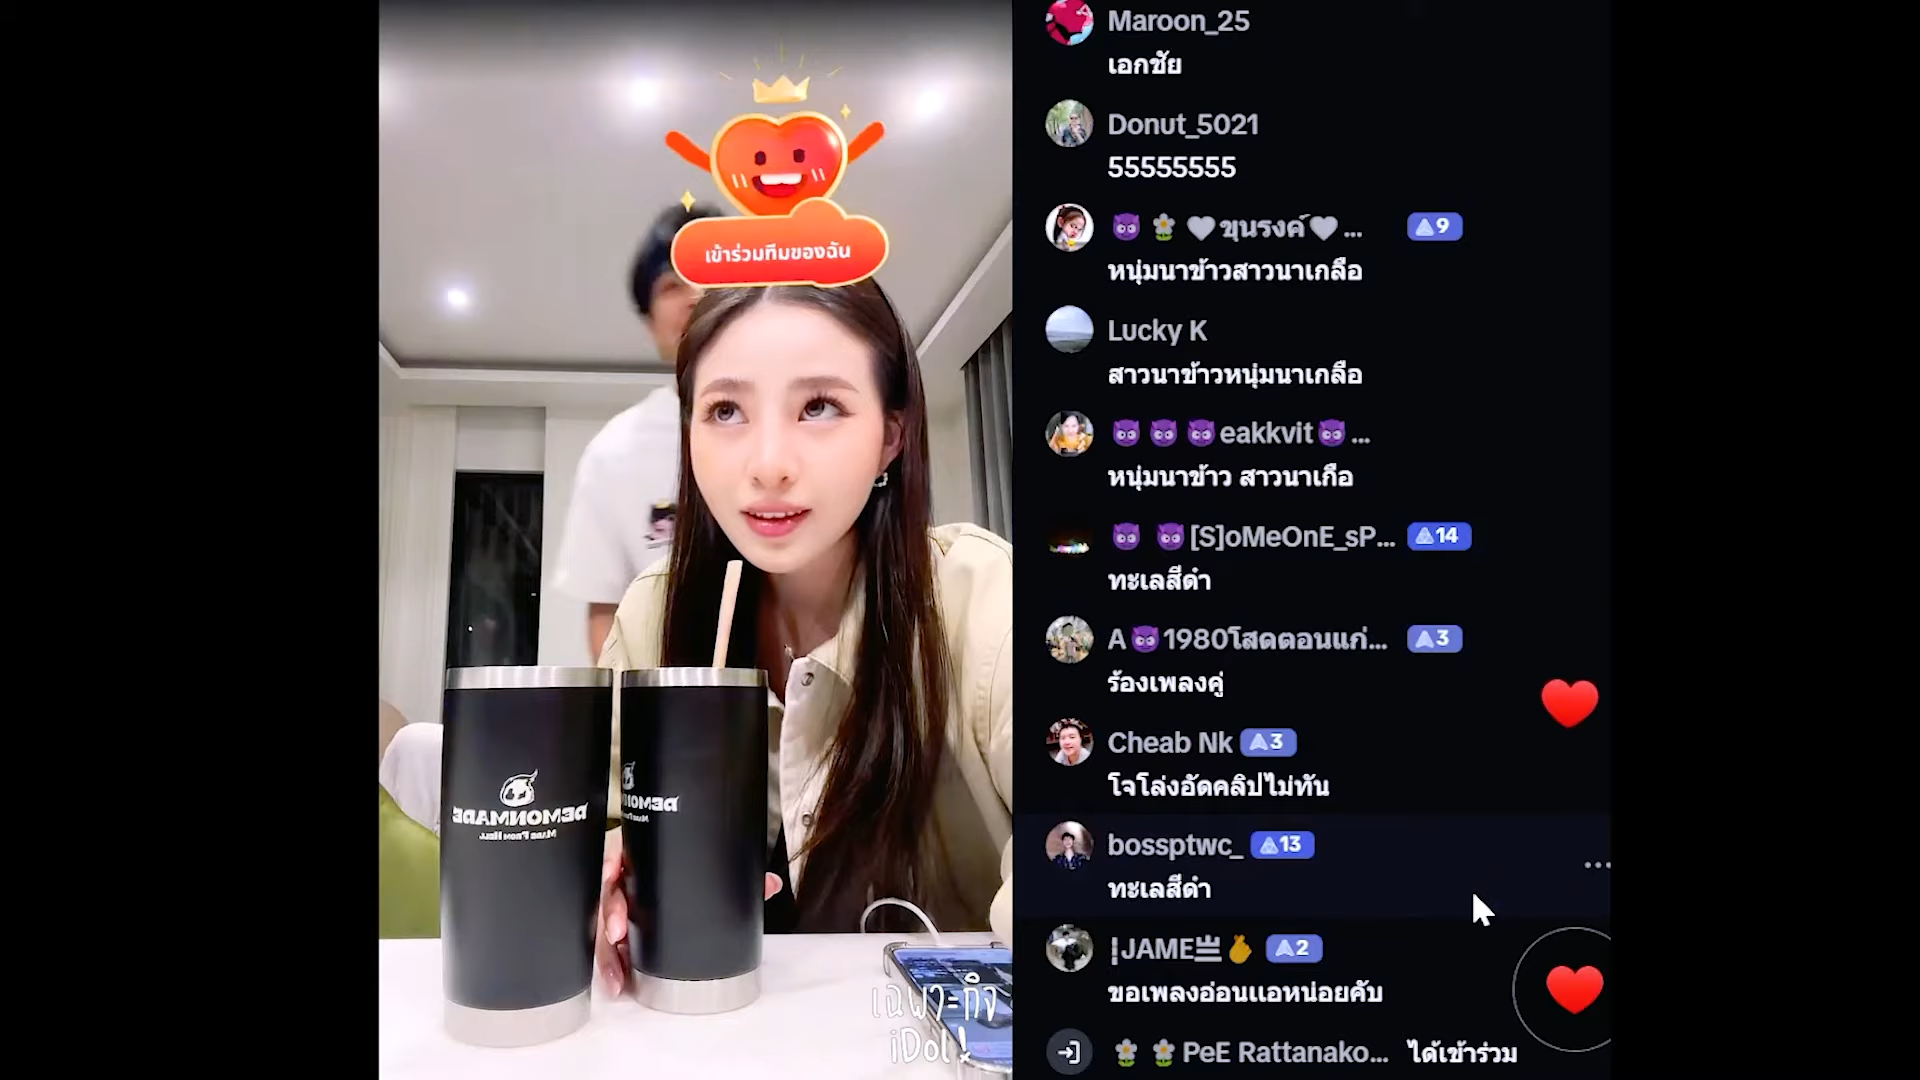 เข้าร่วมทีมของฉัน
DEMONMADE
MADE FROM HELL
เฉพาะกิจ
iDol!
Maroon_25
เอกชัย
Donut_5021
55555555
😈 🌼 🤍ขุนรงค์🤍... 9
หนุ่มนาข้าวสาวนาเกลือ
Lucky K
สาวนาข้าวหนุ่มนาเกลือ
😈 😈 😈eakkvit😈...
หนุ่มนาข้าว สาวนาเกือ
😈 😈[S]oMeOnE_sP... 14
ทะเลสีดำ
A😈1980โสดตอนแก่... 3
ร้องเพลงคู่
Cheab Nk 3
โจโล่งอัดคลิปไม่ทัน
bossptwc_ 13
ทะเลสีดำ
JAME 2
ขอเพลงอ่อนแอหน่อยคับ
🌼 🌼PeE Rattanako... ได้เข้าร่วม